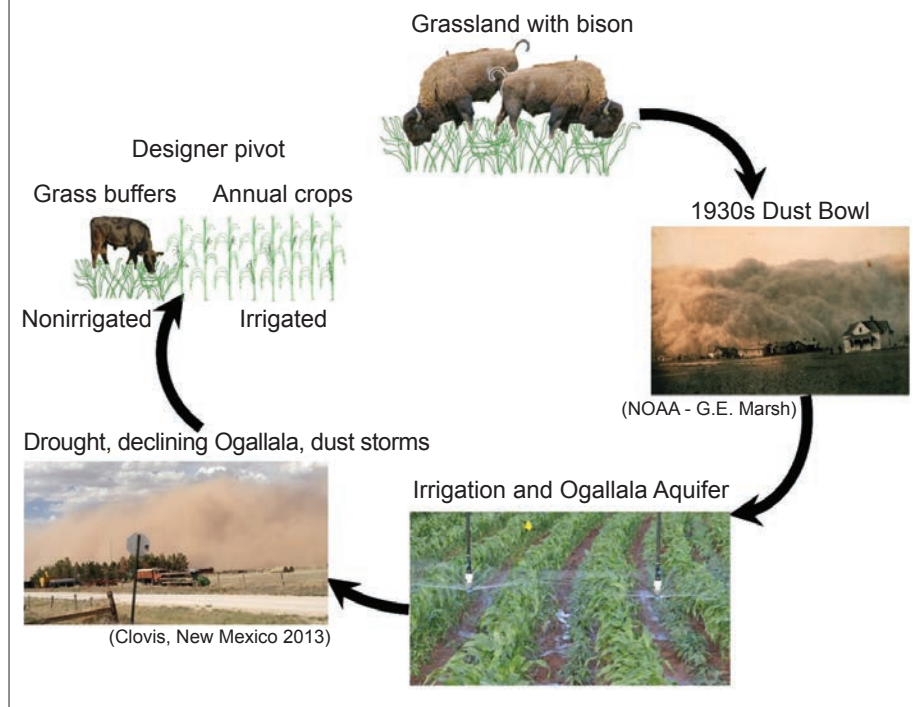 Grassland with bison
1930s Dust Bowl
(NOAA - G.E. Marsh)
Irrigation and Ogallala Aquifer
Drought, declining Ogallala, dust storms
(Clovis, New Mexico 2013)
Designer pivot
Grass buffers
Annual crops
Nonirrigated
Irrigated